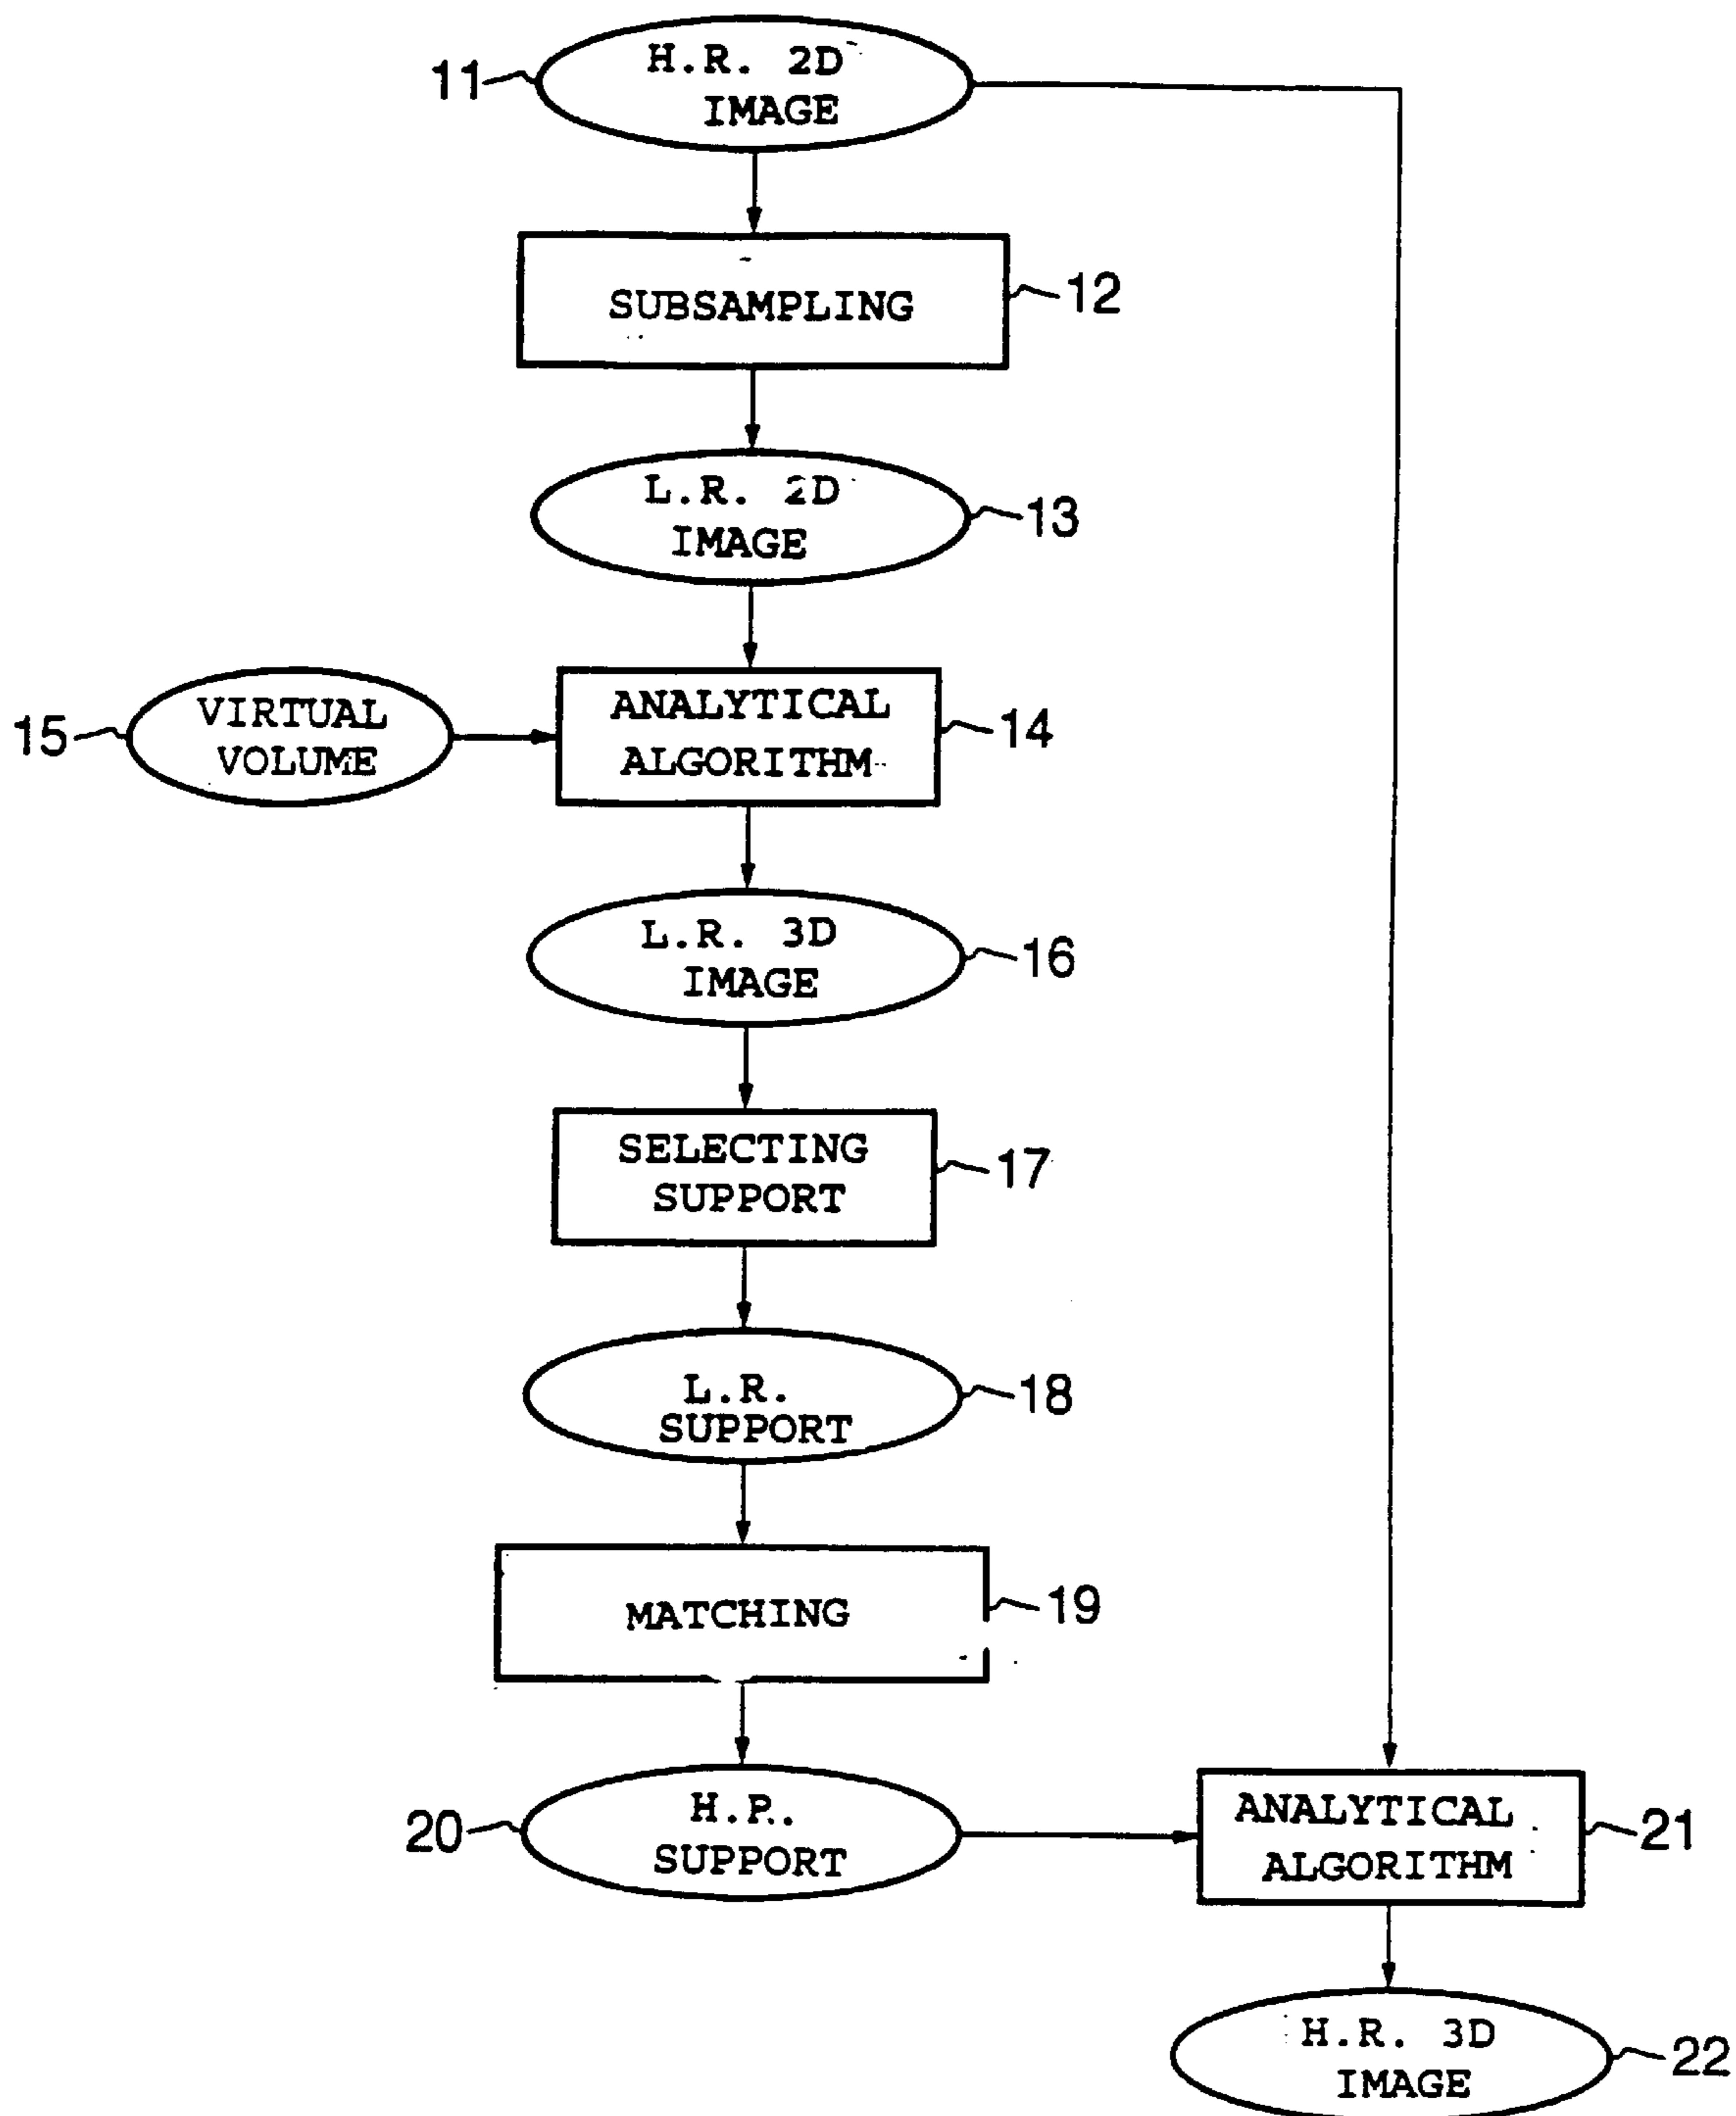 H.R. 2D
IMAGE
11
SUBSAMPLING
12
L.R. 2D
IMAGE
13
15
VIRTUAL
VOLUME
ANALYTICAL
ALGORITHM
14
L.R. 3D
IMAGE
16
SELECTING
SUPPORT
17
L.R.
SUPPORT
18
MATCHING
19
20
H.P.
SUPPORT
ANALYTICAL
ALGORITHM
21
H.R. 3D
IMAGE
22